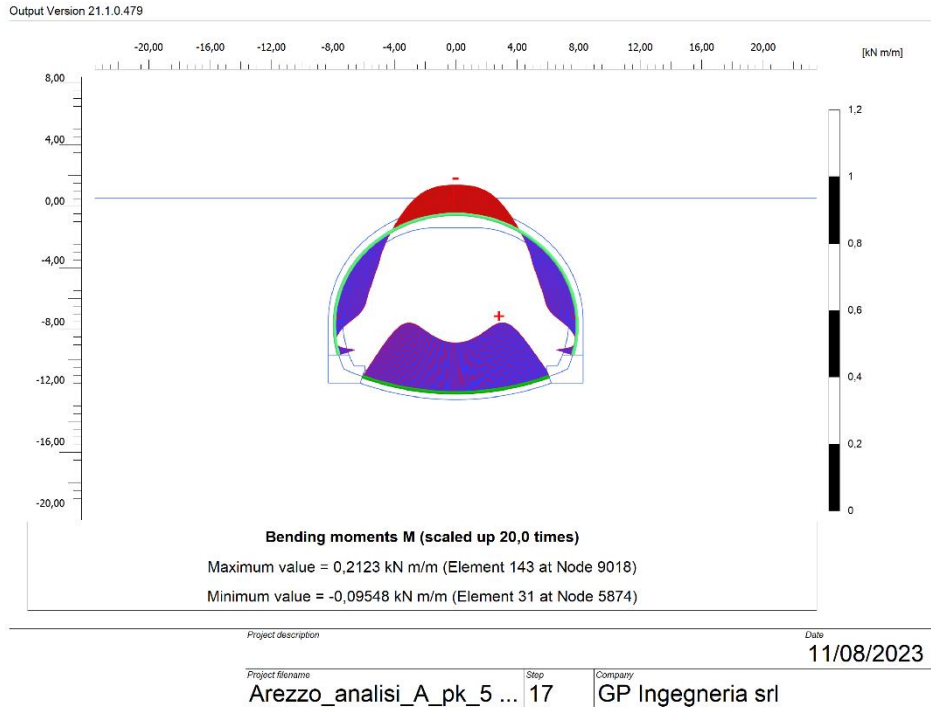 Output Version 21.1.0.479
-20,00 -16,00 -12,00 -8,00 -4,00 0,00 4,00 8,00 12,00 16,00 20,00
[kN m/m]
8,00
4,00
0,00
-4,00
-8,00
-12,00
-16,00
-20,00
-
+
1,2
1
0,8
0,6
0,4
0,2
0
Bending moments M (scaled up 20,0 times)
Maximum value = 0,2123 kN m/m (Element 143 at Node 9018)
Minimum value = -0,09548 kN m/m (Element 31 at Node 5874)
Project description
Date
11/08/2023
Project filename Step Company
Arezzo_analisi_A_pk_5 ... 17 GP Ingegneria srl